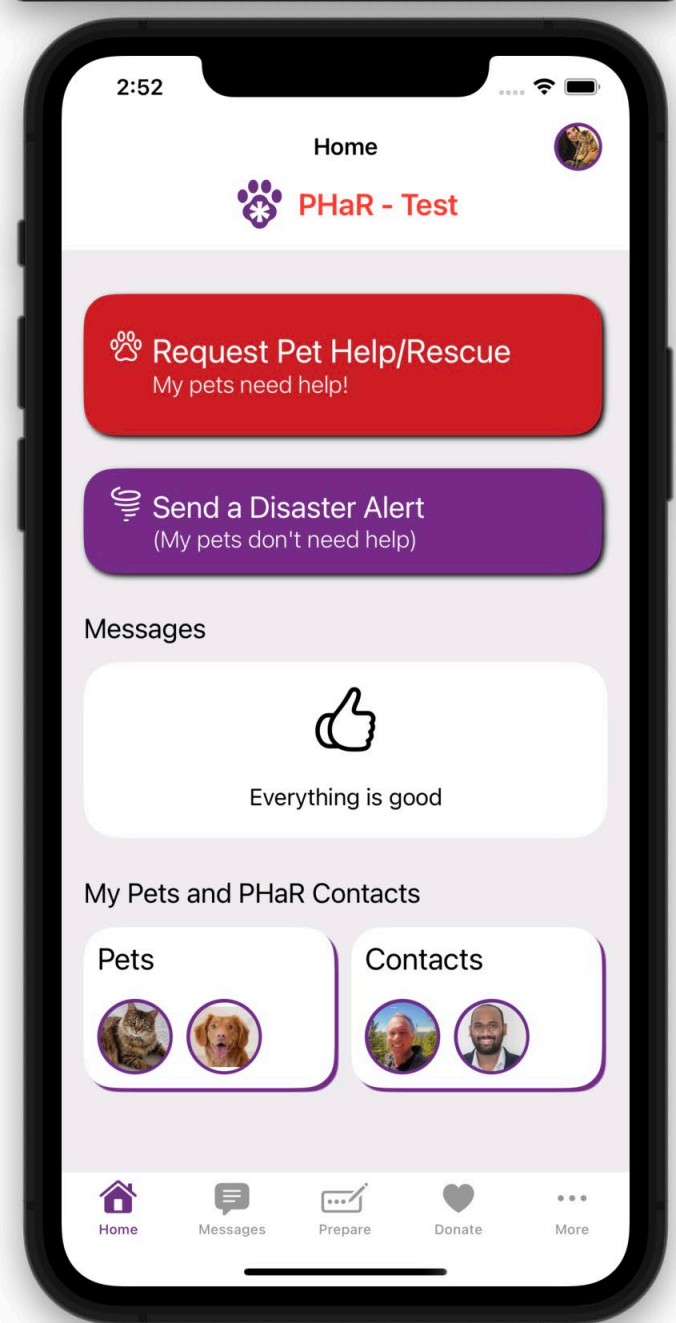 2:52
Home
PHaR - Test
Request Pet Help/Rescue
My pets need help!
Send a Disaster Alert
(My pets don't need help)
Messages
Everything is good
My Pets and PHaR Contacts
Pets
Contacts
Home
Messages
Prepare
Donate
More